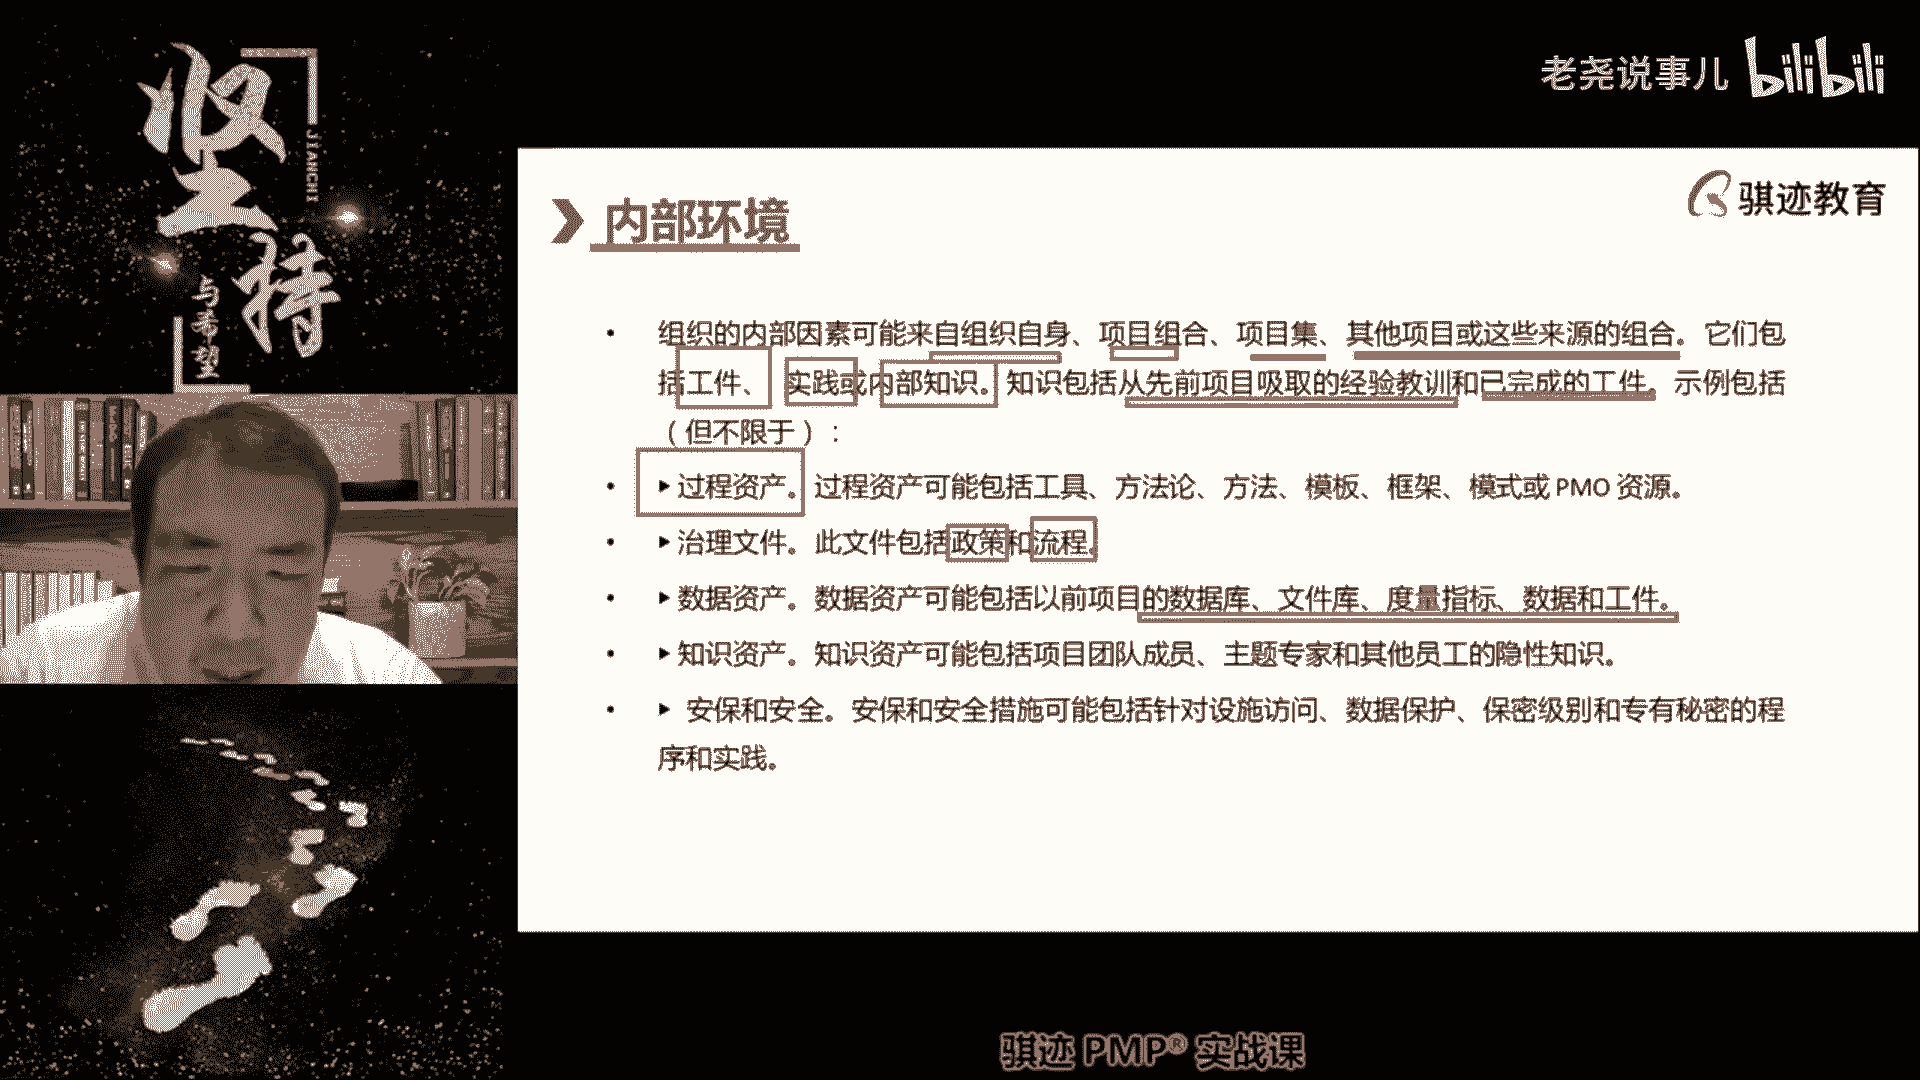 坚持
JIANCHI
与希望
老尧说事儿 bilibili
骐迹教育
内部环境
• 组织的内部因素可能来自组织自身、项目组合、项目集、其他项目或这些来源的组合。它们包
括工件、实践或内部知识。知识包括从先前项目吸取的经验教训和已完成的工件。示例包括
（但不限于）：
• ▶过程资产。过程资产可能包括工具、方法论、方法、模板、框架、模式或 PMO 资源。
• ▶治理文件。此文件包括政策和流程。
• ▶数据资产。数据资产可能包括以前项目的数据库、文件库、度量指标、数据和工件。
• ▶知识资产。知识资产可能包括项目团队成员、主题专家和其他员工的隐性知识。
• ▶ 安保和安全。安保和安全措施可能包括针对设施访问、数据保护、保密级别和专有秘密的程
序和实践。
骐迹 PMP® 实战课